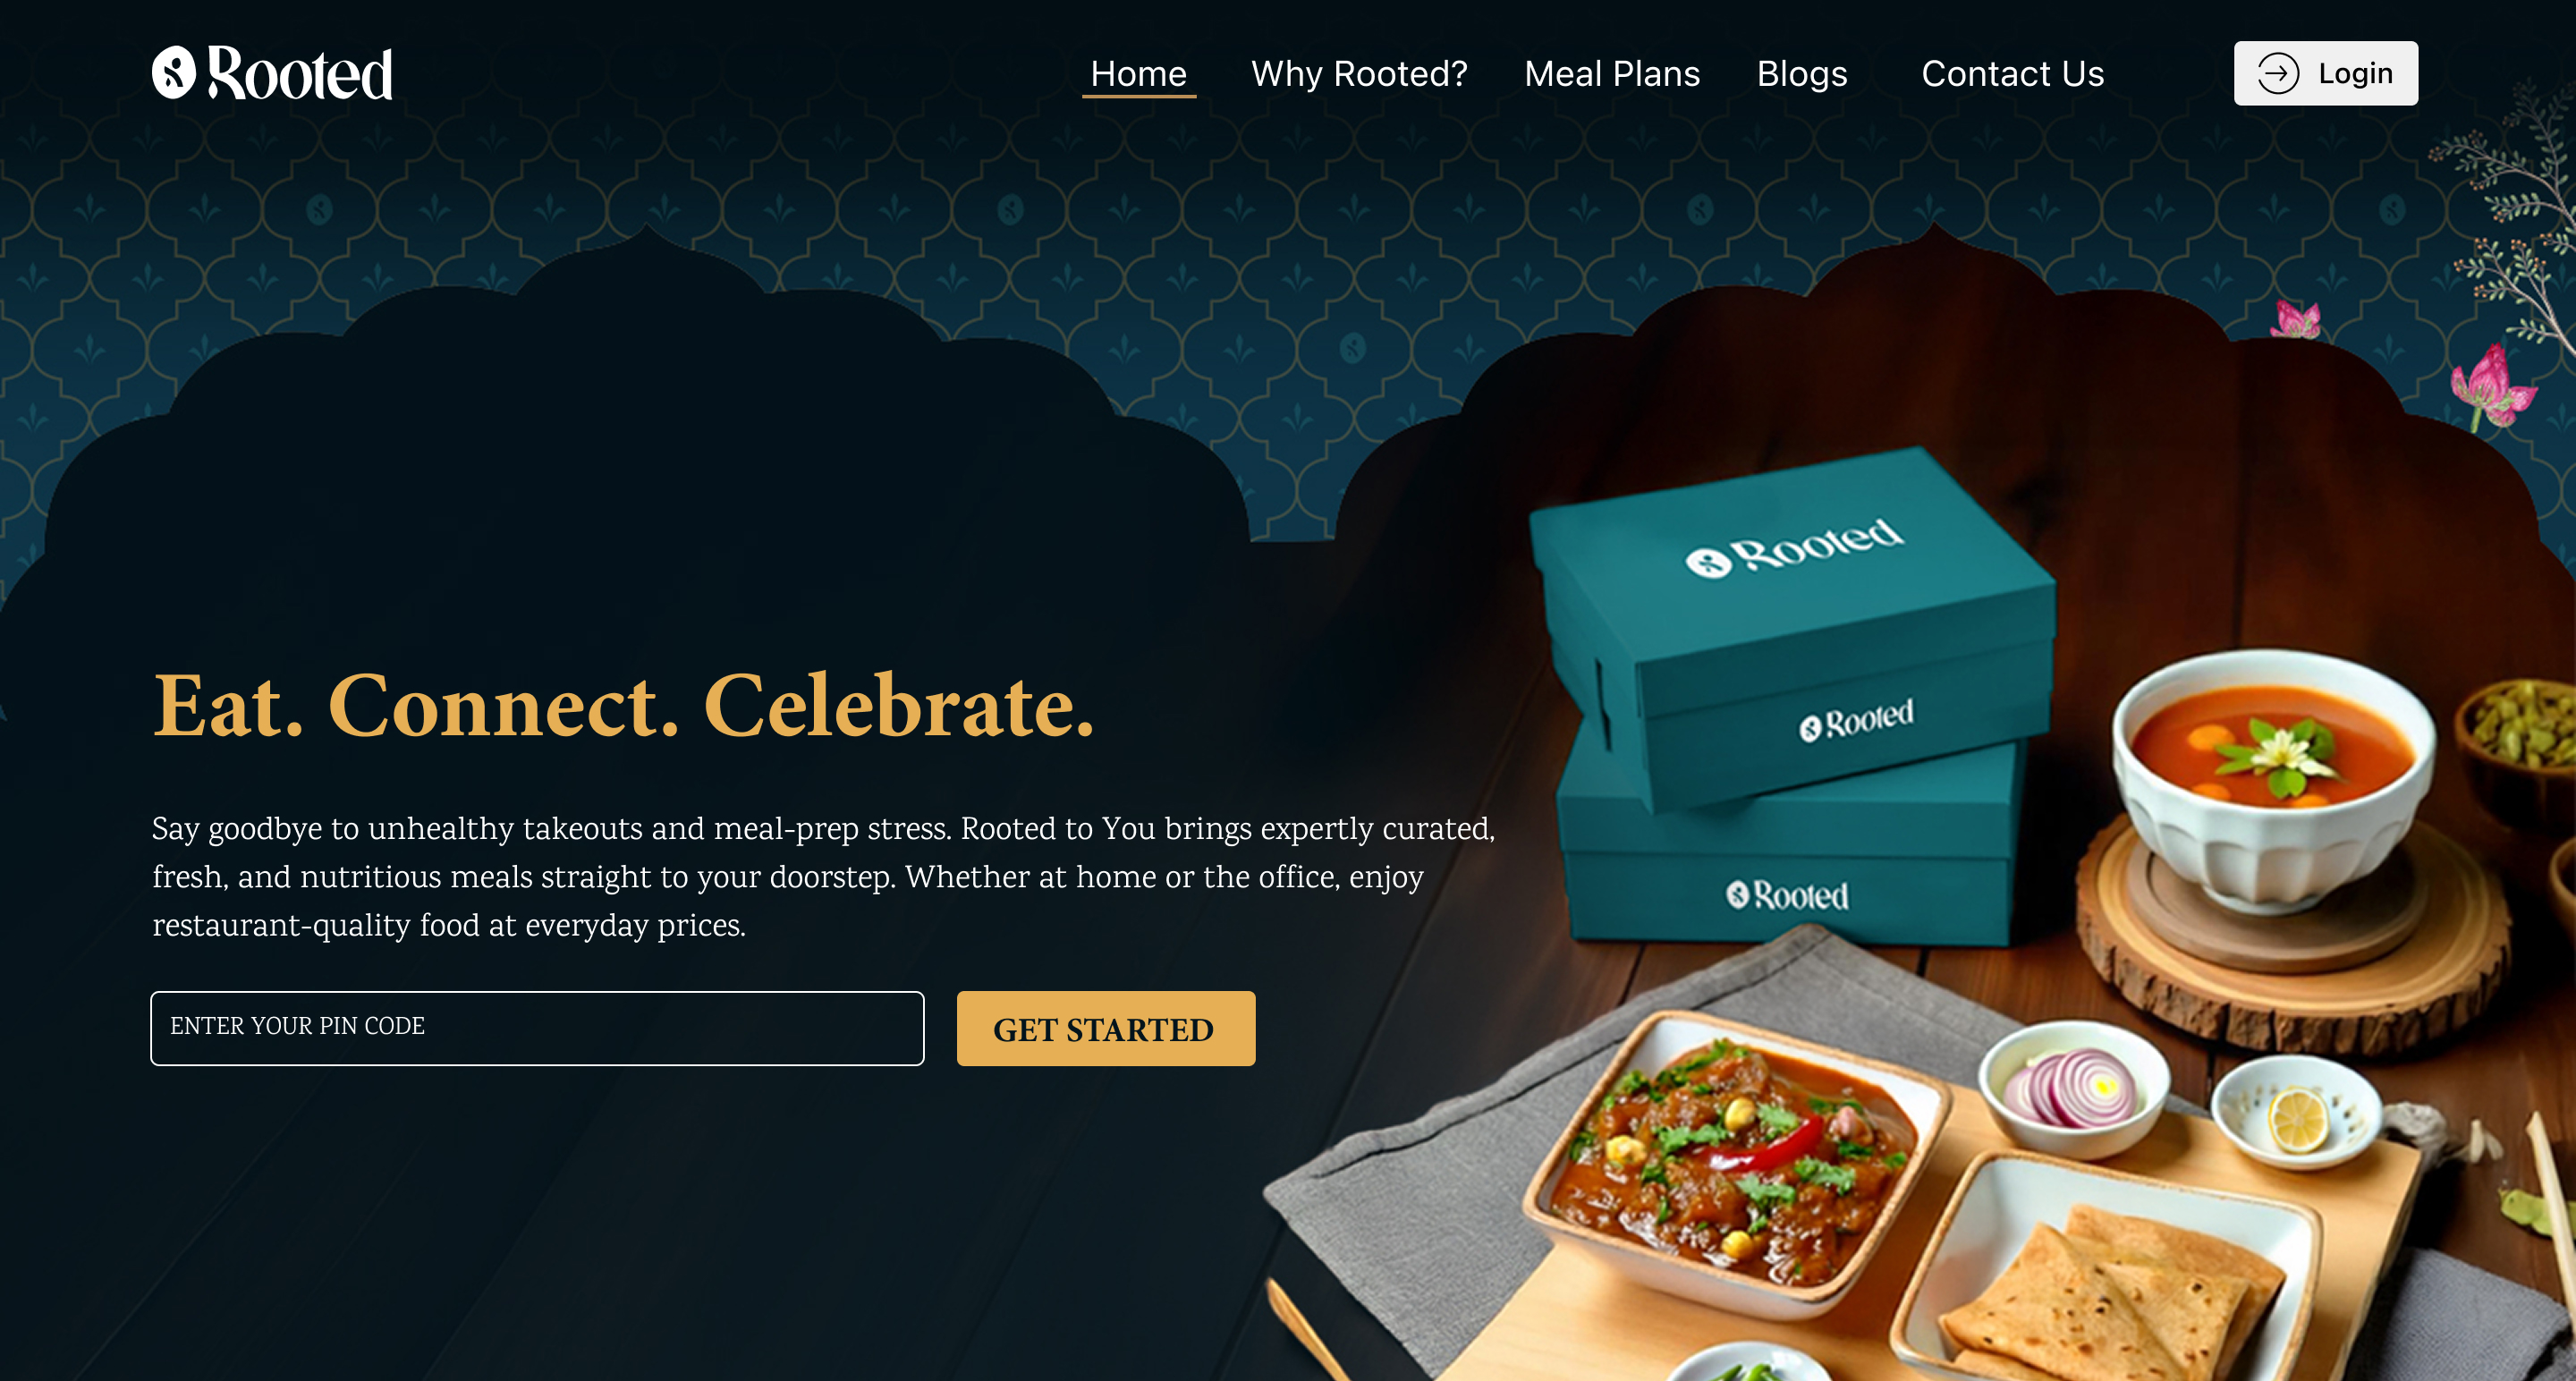 Rooted
Home Why Rooted? Meal Plans Blogs Contact Us Login
Rooted
Rooted
Rooted
Eat. Connect. Celebrate.
Say goodbye to unhealthy takeouts and meal-prep stress. Rooted to You brings expertly curated,
fresh, and nutritious meals straight to your doorstep. Whether at home or the office, enjoy
restaurant-quality food at everyday prices.
ENTER YOUR PIN CODE
GET STARTED